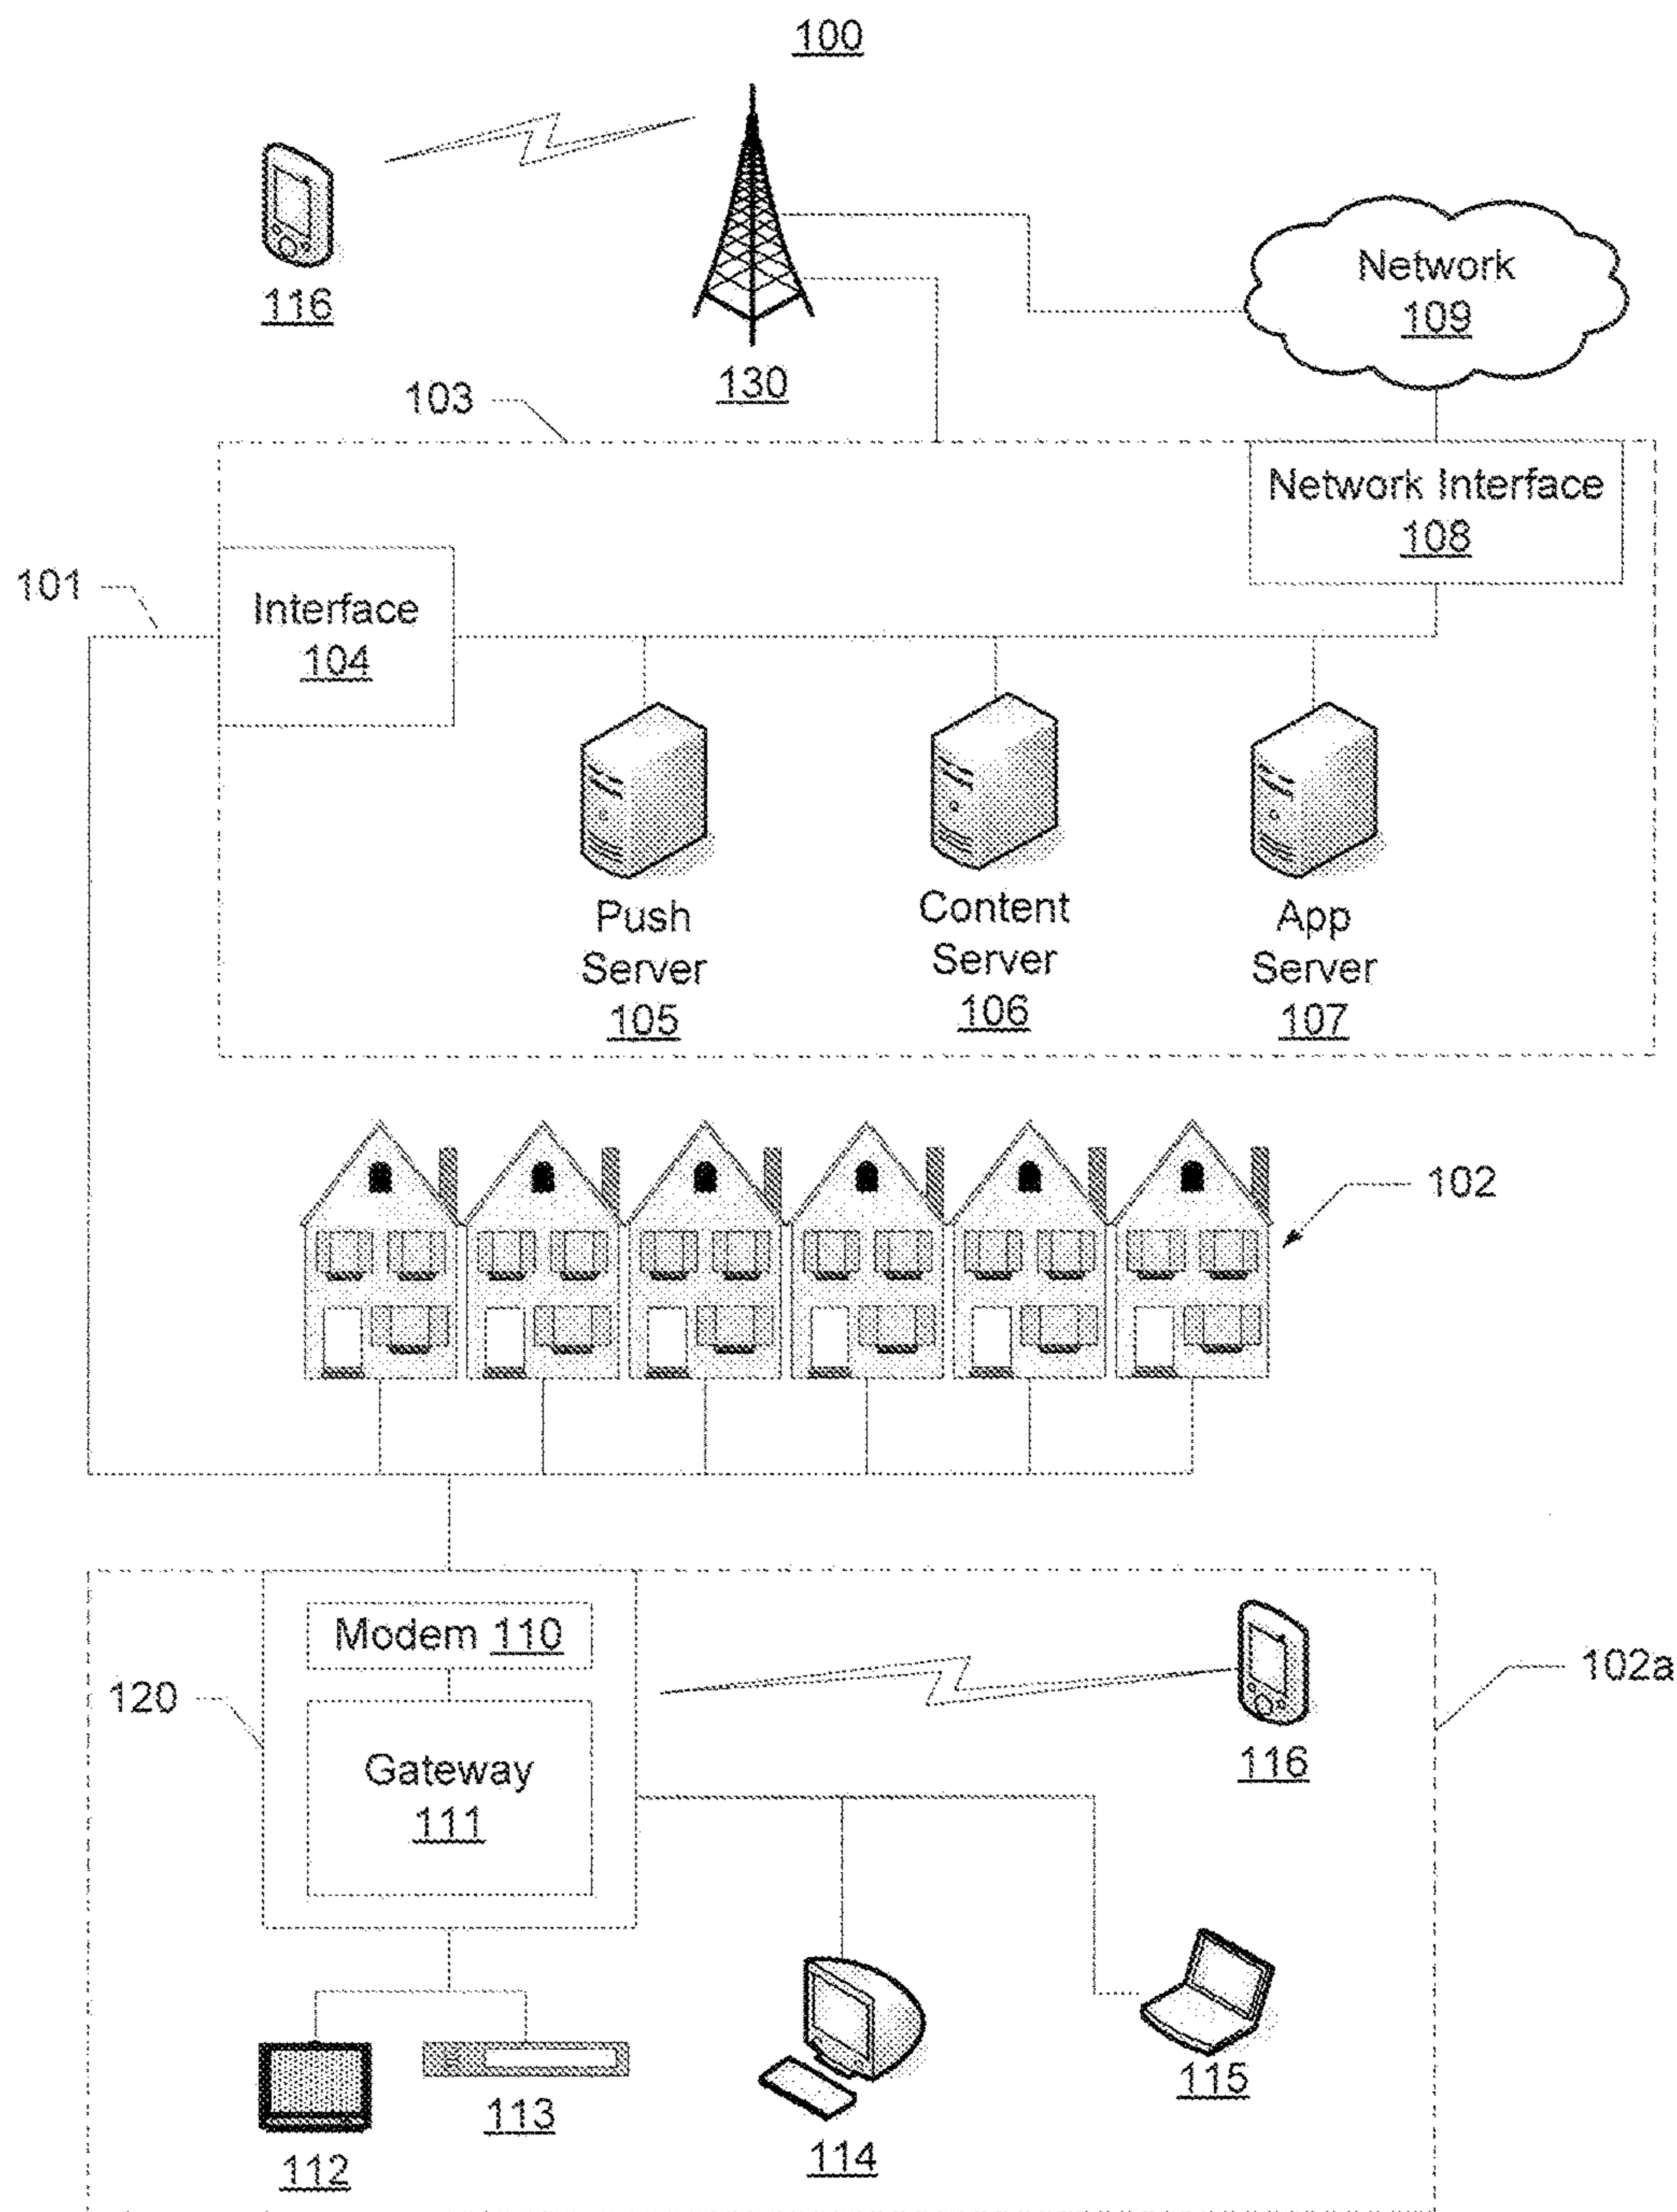 100
116
130
Network
109
103
Network Interface
108
101
Interface
104
Push
Server
105
Content
Server
106
App
Server
107
102
Modem 110
120
Gateway
111
116
102a
112
113
114
115